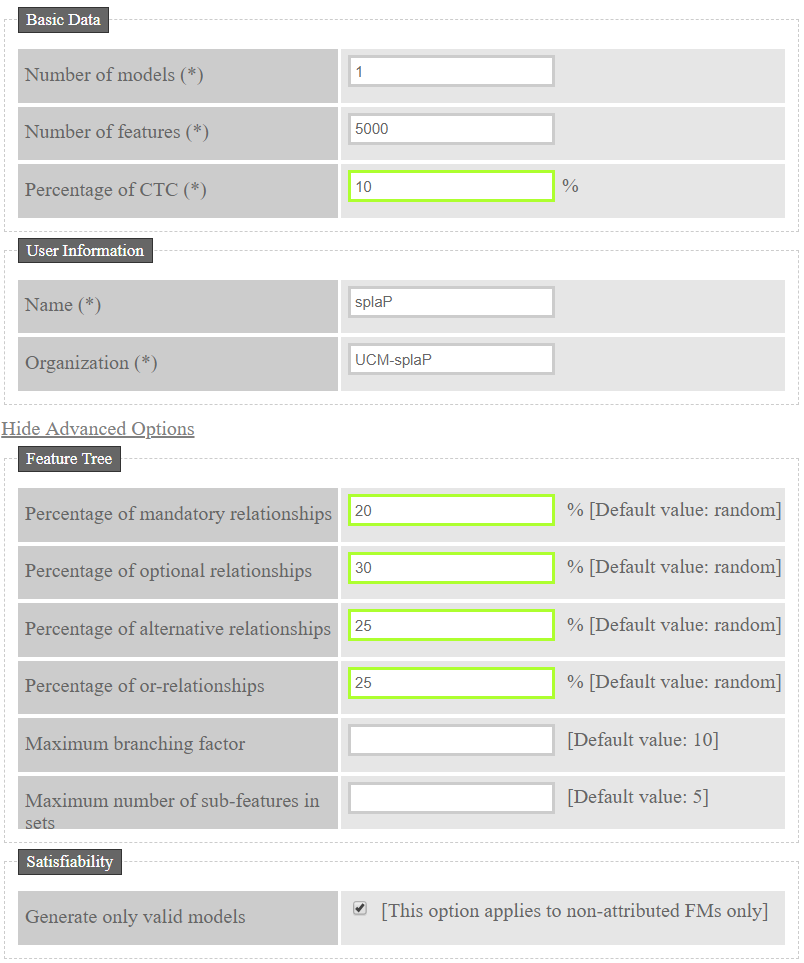 Basic Data
Number of models (*) 1
Number of features (*) 5000
Percentage of CTC (*) 10 %
User Information
Name (*) splaP
Organization (*) UCM-splaP
Hide Advanced Options
Feature Tree
Percentage of mandatory relationships 20 % [Default value: random]
Percentage of optional relationships 30 % [Default value: random]
Percentage of alternative relationships 25 % [Default value: random]
Percentage of or-relationships 25 % [Default value: random]
Maximum branching factor [Default value: 10]
Maximum number of sub-features in [Default value: 5]
sets
Satisfiability
Generate only valid models [This option applies to non-attributed FMs only]